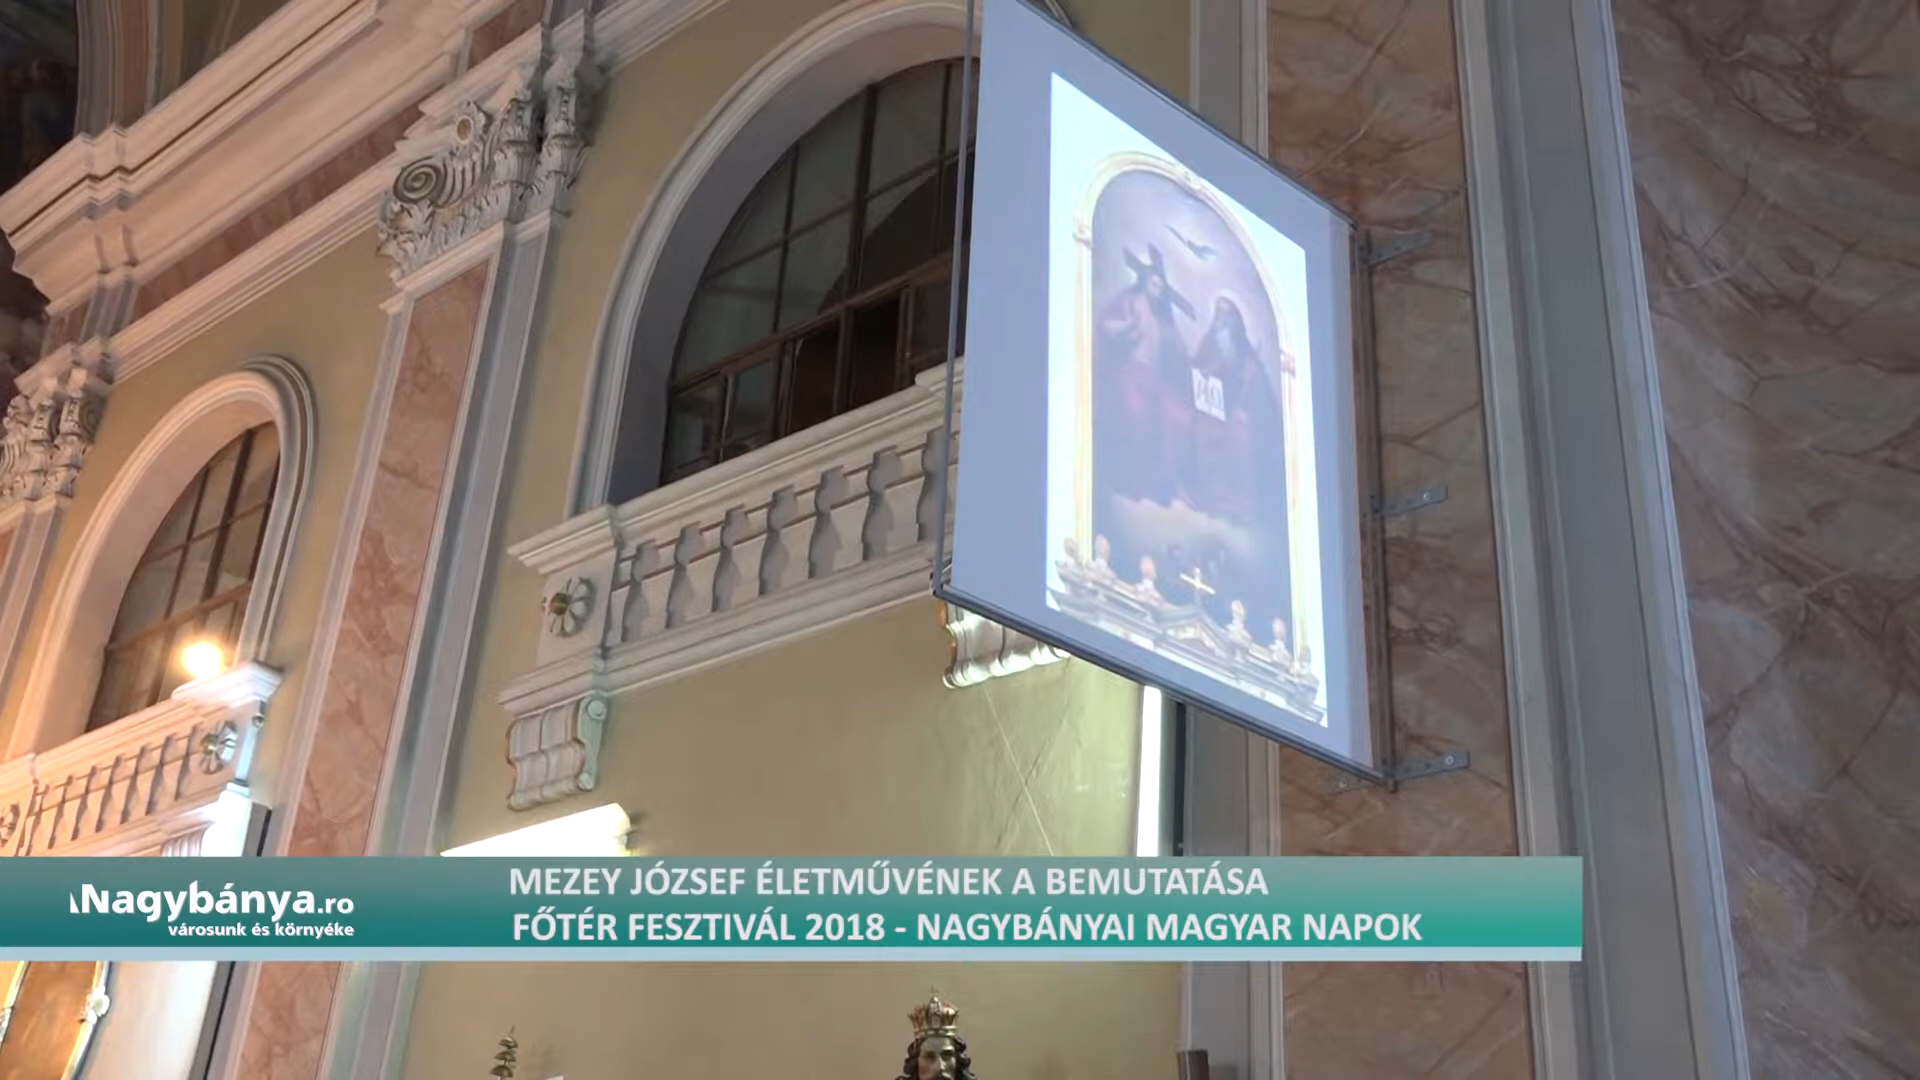 Nagybánya.ro
városunk és környéke
MEZEY JÓZSEF ÉLETMŰVÉNEK A BEMUTATÁSA
FŐTÉR FESZTIVÁL 2018 - NAGYBÁNYAI MAGYAR NAPOK